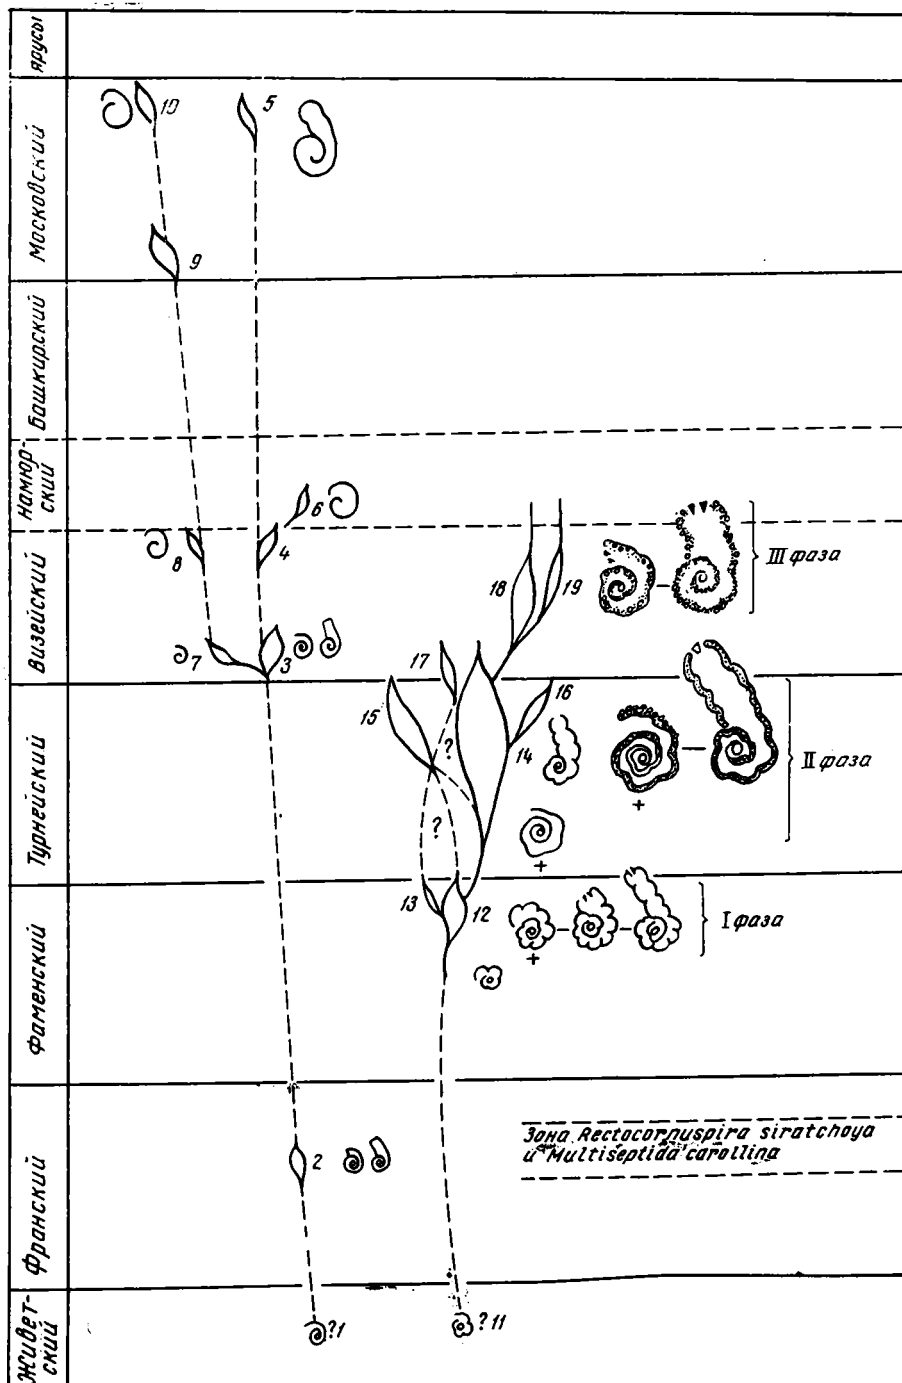 ярусы
Московский
10
5
9
Башкирский
Намюр-
ский
6
8
4
Визейский
18
19
III фаза
7
3
17
Турнейский
15
?
16
14
II фаза
+
?
+
Фаменский
13
12
I фаза
+
Франский
2
Зона Rectocornuspira siratchoya
и Multiseptida carollina
Живет-
ский
?1
?11